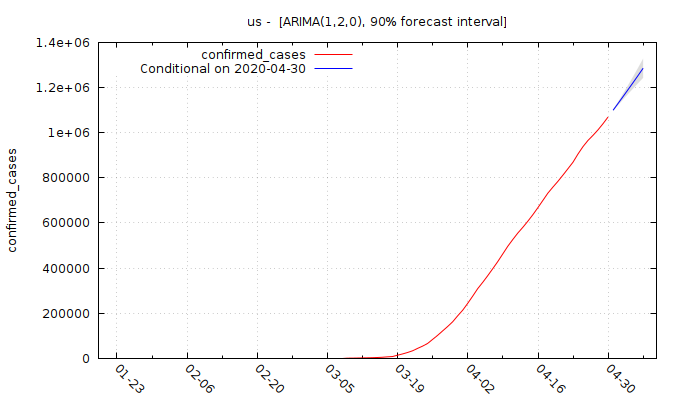 us -  [ARIMA(1,2,0), 90% forecast interval]
1.4e+06
1.2e+06
1e+06
800000
600000
400000
200000
0
confirmed_cases
confirmed_cases
Conditional on 2020-04-30
01-23
02-06
02-20
03-05
03-19
04-02
04-16
04-30